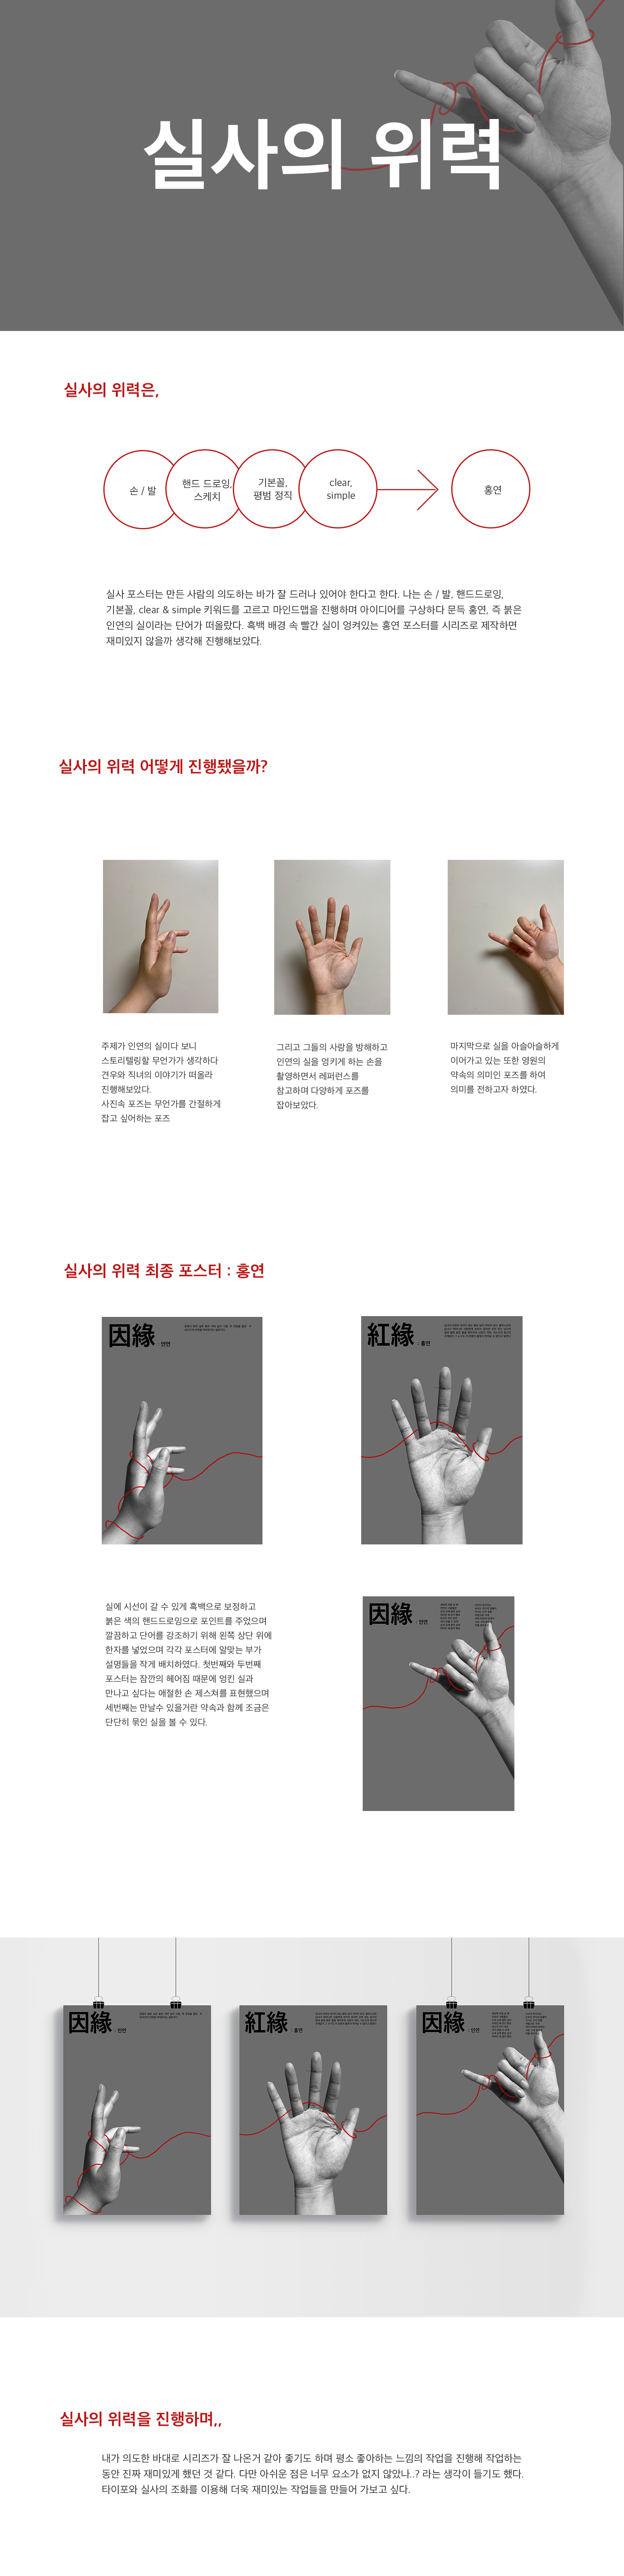 실사의 위력
실사의 위력은,
손 / 발
핸드 드로잉,
스케치
기본꼴,
평범 정직
clear,
simple
홍연
실사 포스터는 만든 사람의 의도하는 바가 잘 드러나 있어야 한다고 한다. 나는 손 / 발, 핸드드로잉,
기본꼴, clear & simple 키워드를 고르고 마인드맵을 진행하며 아이디어를 구상하다 문득 홍연, 즉 붉은
인연의 실이라는 단어가 떠올랐다. 흑백 배경 속 빨간 실이 엉켜있는 홍연 포스터를 시리즈로 제작하면
재미있지 않을까 생각해 진행해보았다.
실사의 위력 어떻게 진행됐을까?
주제가 인연의 실이다 보니
스토리텔링할 무언가가 생각하다
견우와 직녀의 이야기가 떠올라
진행해보았다.
사진속 포즈는 무언가를 간절하게
잡고 싶어하는 포즈
그리고 그들의 사랑을 방해하고
인연의 실을 엉키게 하는 손을
촬영하면서 레퍼런스를
참고하며 다양하게 포즈를
잡아보았다.
마지막으로 실을 아슬아슬하게
이어가고 있는 또한 영원의
약속의 의미인 포즈를 하여
의미를 전하고자 하였다.
실사의 위력 최종 포스터 : 홍연
因緣 : 인연
紅緣 : 홍연
실에 시선이 갈 수 있게 흑백으로 보정하고
붉은 색의 핸드드로잉으로 포인트를 주었으며
깔끔하고 단어를 강조하기 위해 왼쪽 상단 위에
한자를 넣었으며 각각 포스터에 알맞는 부가
설명들을 작게 배치하였다. 첫번째와 두번째
포스터는 잠깐의 헤어짐 때문에 엉킨 실과
만나고 싶다는 애절한 손 제스쳐를 표현했으며
세번째는 만날수 있을거란 약속과 함께 조금은
단단히 묶인 실을 볼 수 있다.
因緣 : 인연
因緣 : 인연
紅緣 : 홍연
因緣 : 인연
실사의 위력을 진행하며,,
내가 의도한 바대로 시리즈가 잘 나온거 같아 좋기도 하며 평소 좋아하는 느낌의 작업을 진행해 작업하는
동안 진짜 재미있게 했던 것 같다. 다만 아쉬운 점은 너무 요소가 없지 않았나..? 라는 생각이 들기도 했다.
타이포와 실사의 조화를 이용해 더욱 재미있는 작업들을 만들어 가보고 싶다.